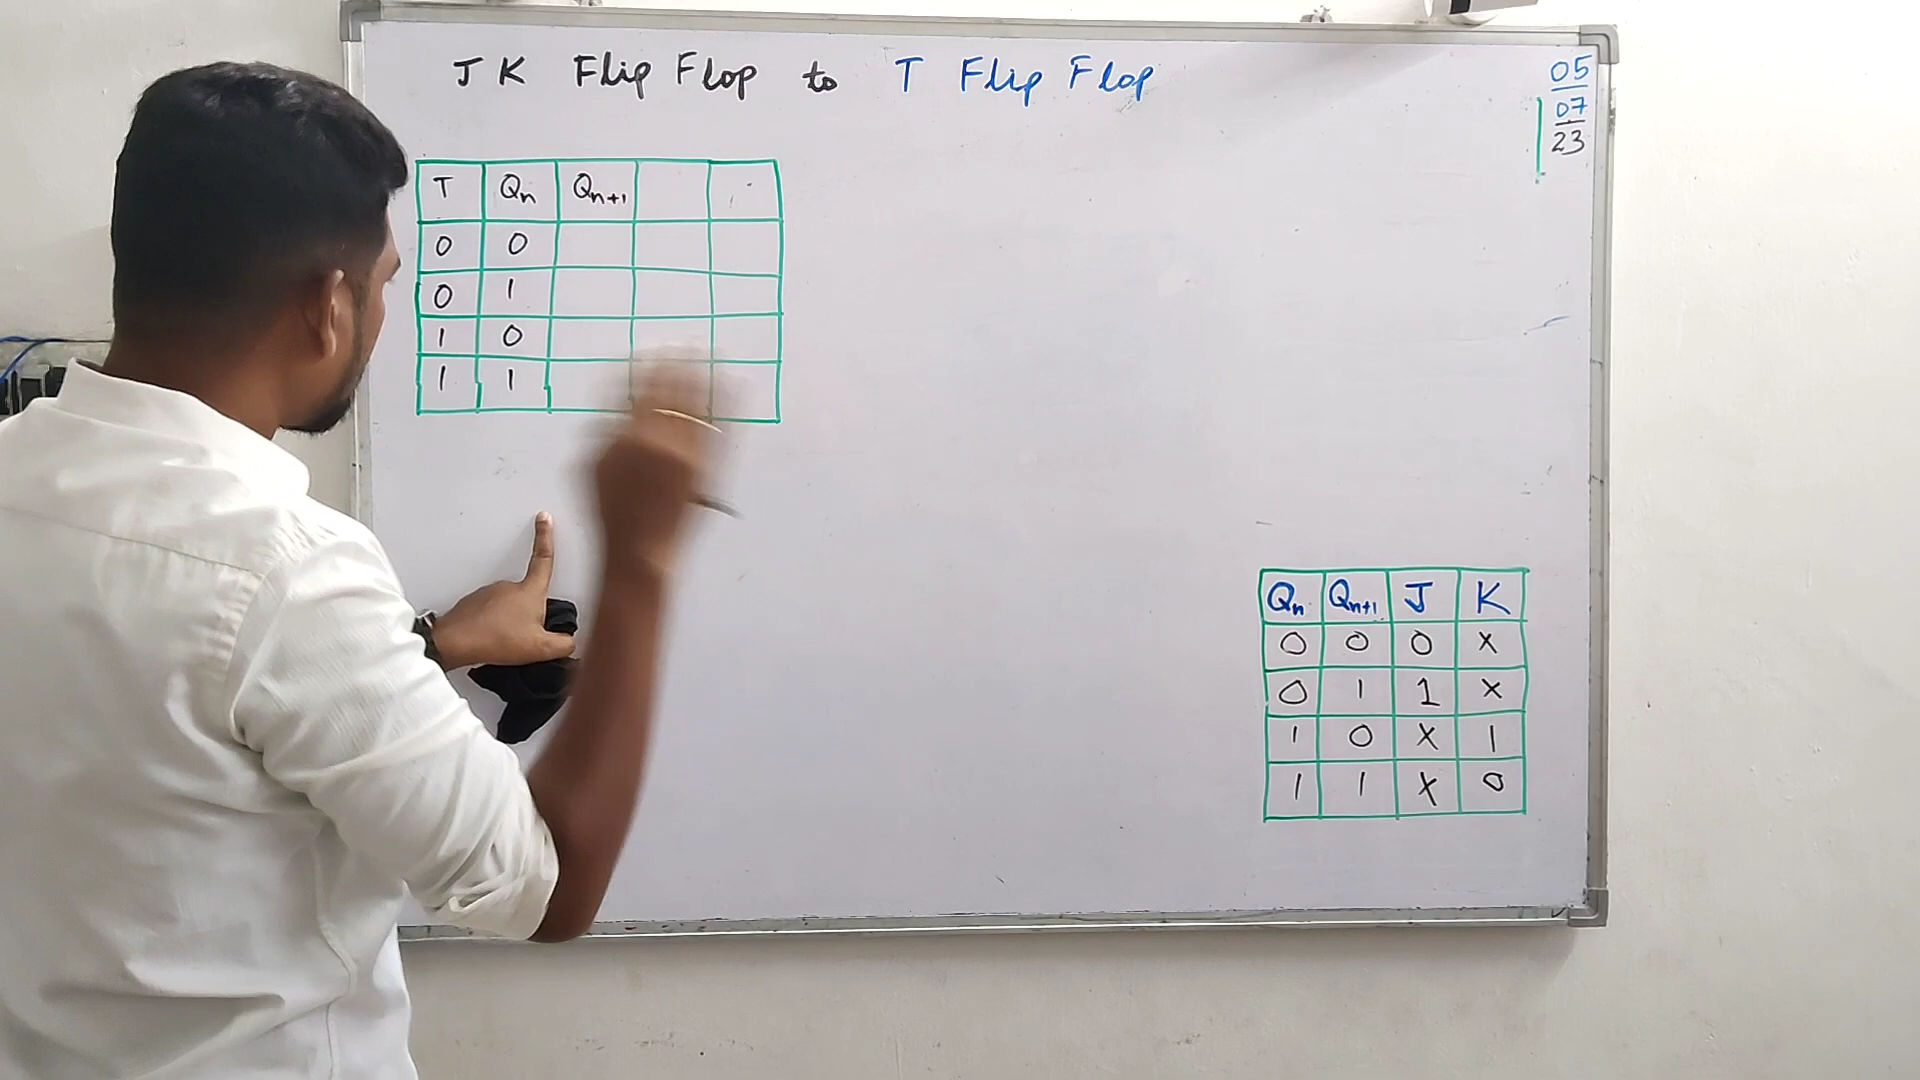 JK Flip Flop to T Flip Flop
05
07
23
T Qn Qn+1
0 0
0 1
1 0
1 1
Qn Qn+1 J K
0 0 0 X
0 1 1 X
1 0 X 1
1 1 X 0